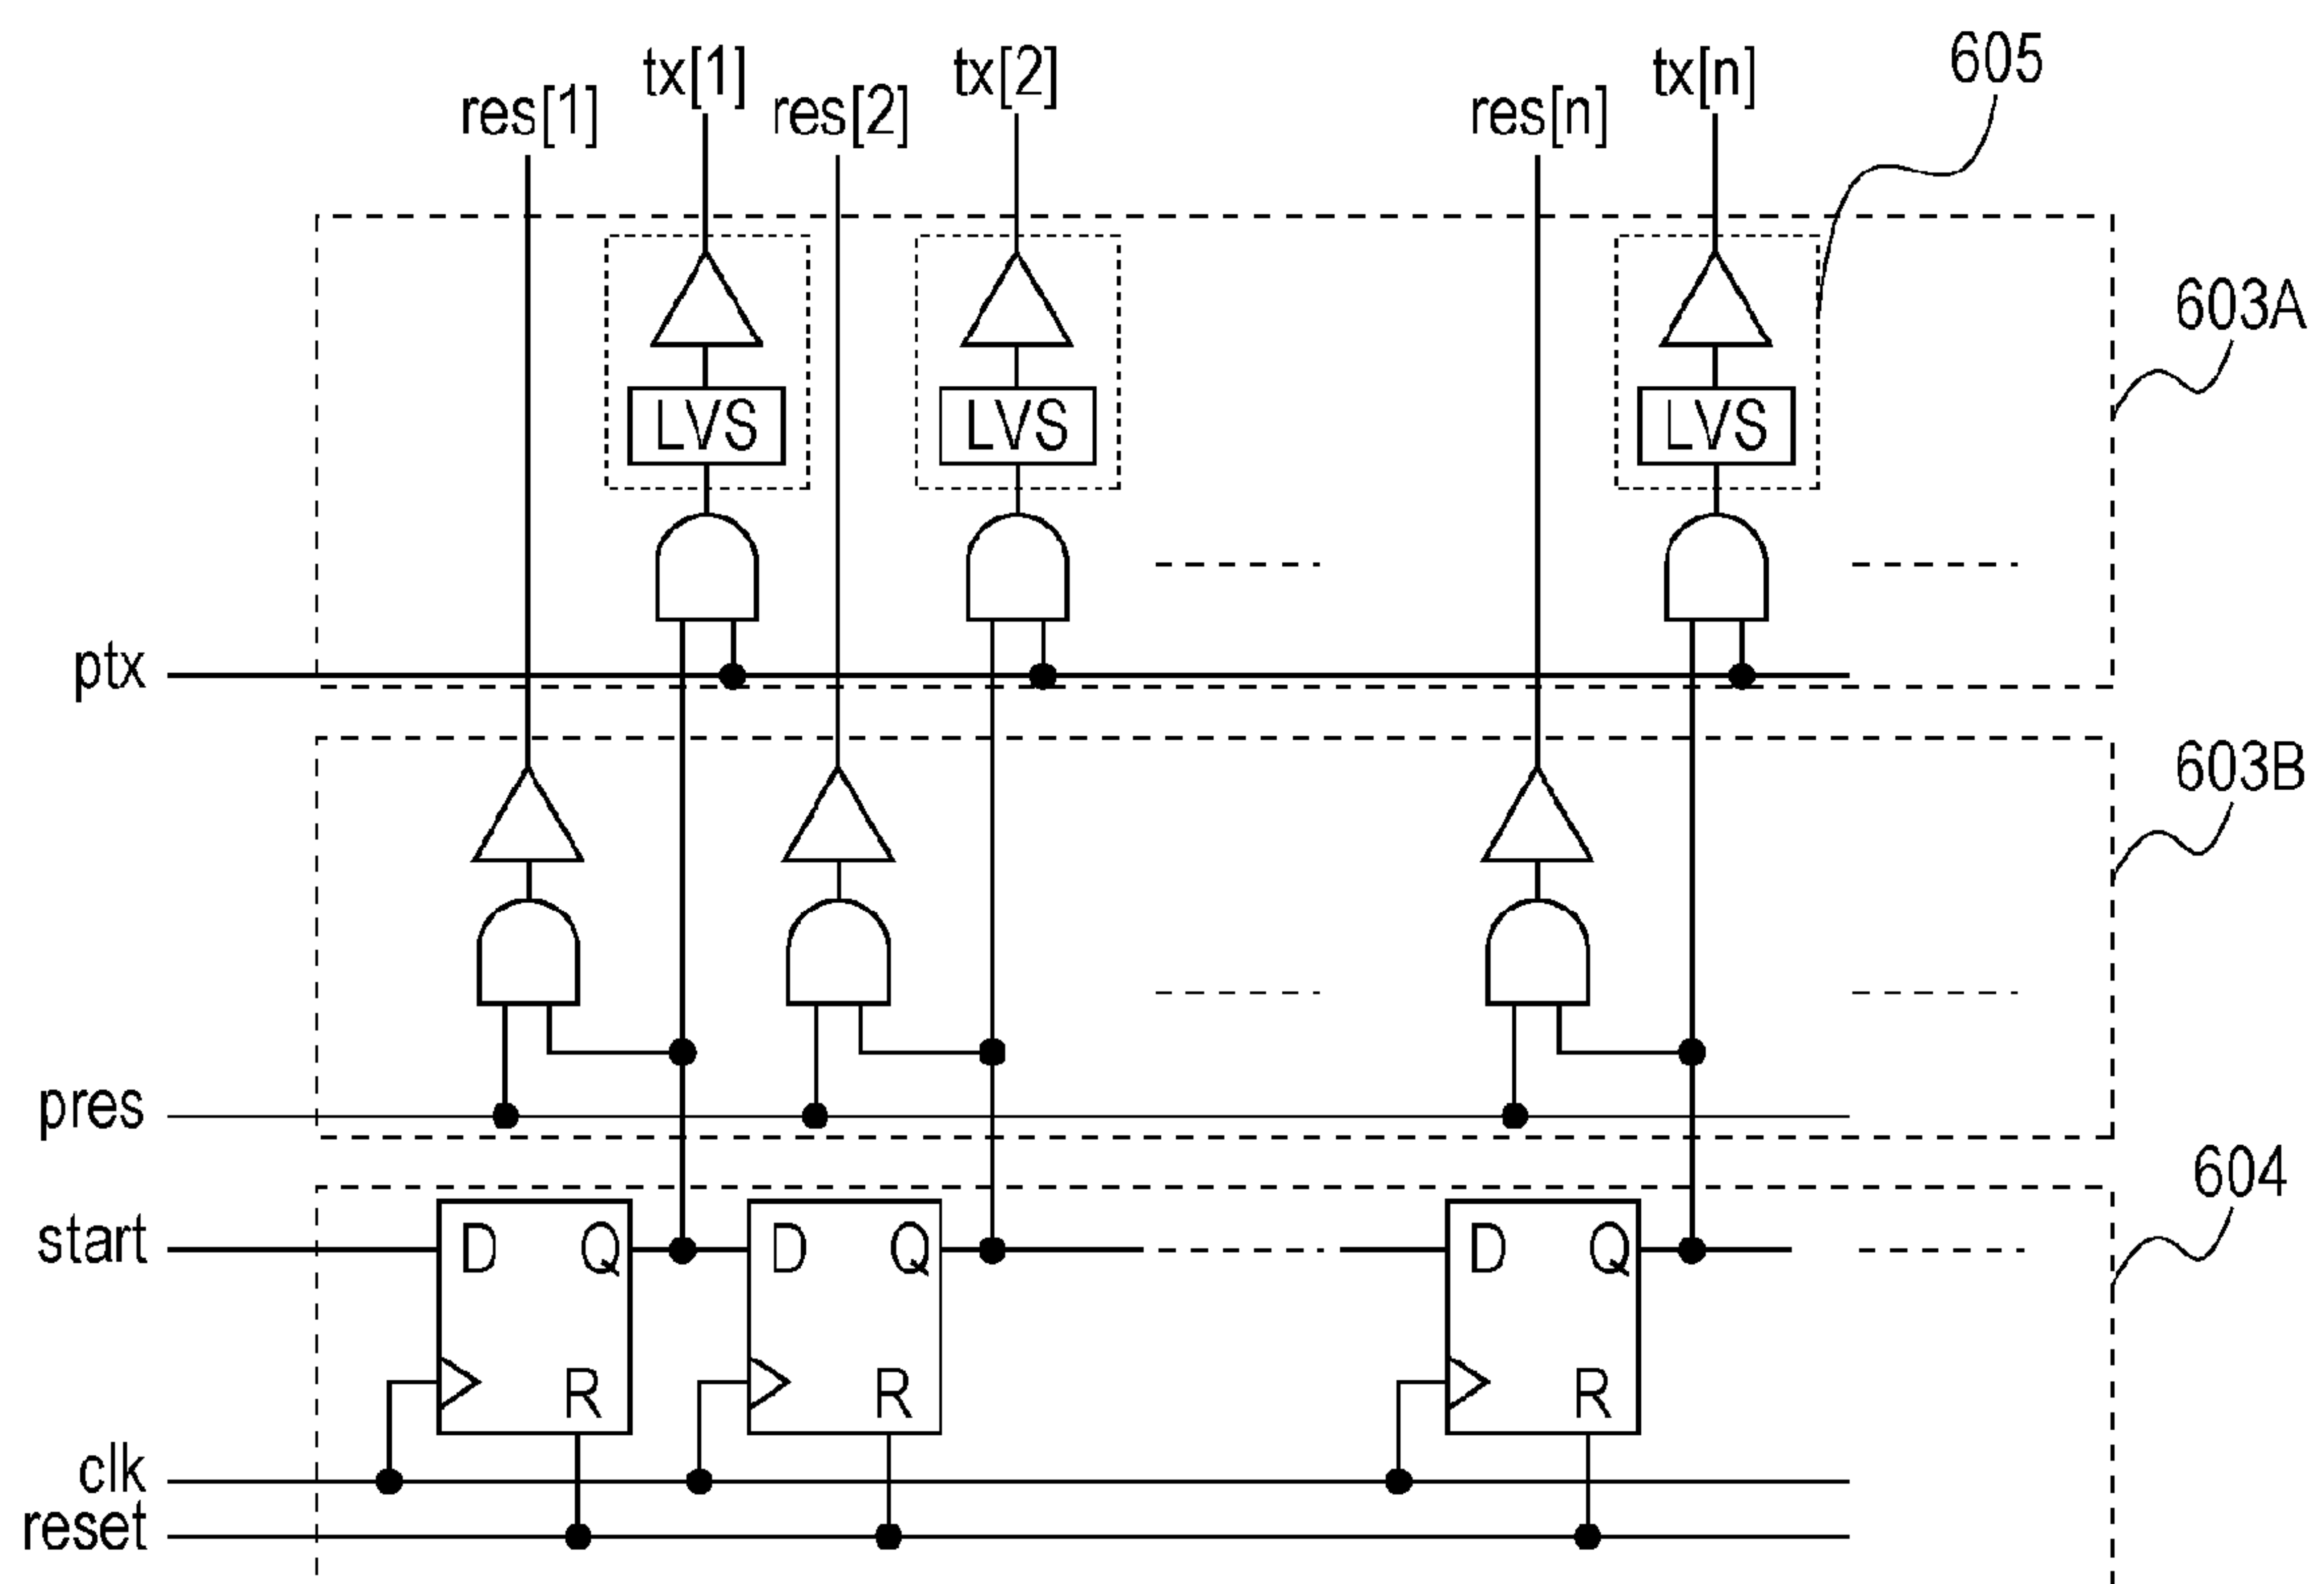 605
tx[1] tx[2] tx[n]
res[1] res[2] res[n]
603A
LVS LVS LVS
ptx
603B
pres
604
start D Q D Q D Q
R R R
clk
reset